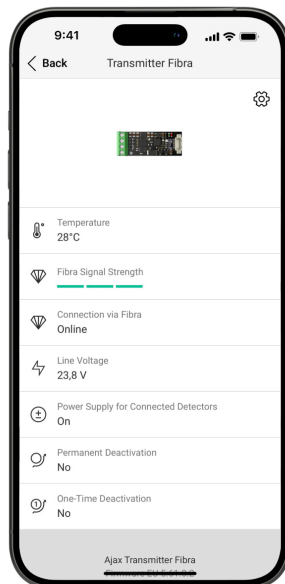 9:41
Back
Transmitter Fibra
Temperature
28°C
Fibra Signal Strength
Connection via Fibra
Online
Line Voltage
23,8 V
Power Supply for Connected Detectors
On
Permanent Deactivation
No
One-Time Deactivation
No
Ajax Transmitter Fibra